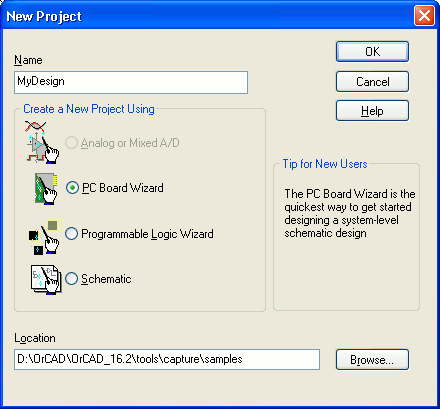 New Project
Name
MyDesign
OK
Cancel
Help
Create a New Project Using
Analog or Mixed A/D
PC Board Wizard
Programmable Logic Wizard
Schematic
Tip for New Users
The PC Board Wizard is the
quickest way to get started
designing a system-level
schematic design
Location
D:\OrCAD\OrCAD_16.2\tools\capture\samples
Browse...